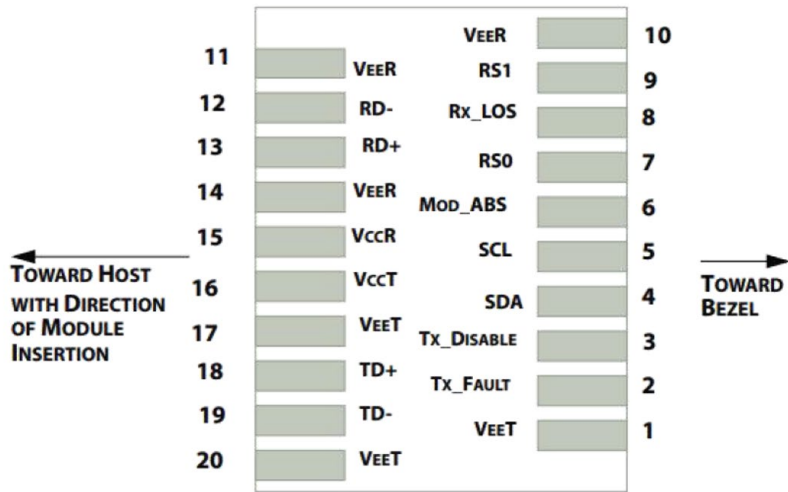 VEER 10
11 VEER
RS1 9
12 RD-
RX_LOS 8
13 RD+
RS0 7
14 VEER
MOD_ABS 6
15 VCCR
SCL 5
16 VCCT
SDA 4
17 VEET
TX_DISABLE 3
18 TD+
TX_FAULT 2
19 TD-
VEET 1
20 VEET
TOWARD HOST
WITH DIRECTION
OF MODULE
INSERTION
TOWARD
BEZEL